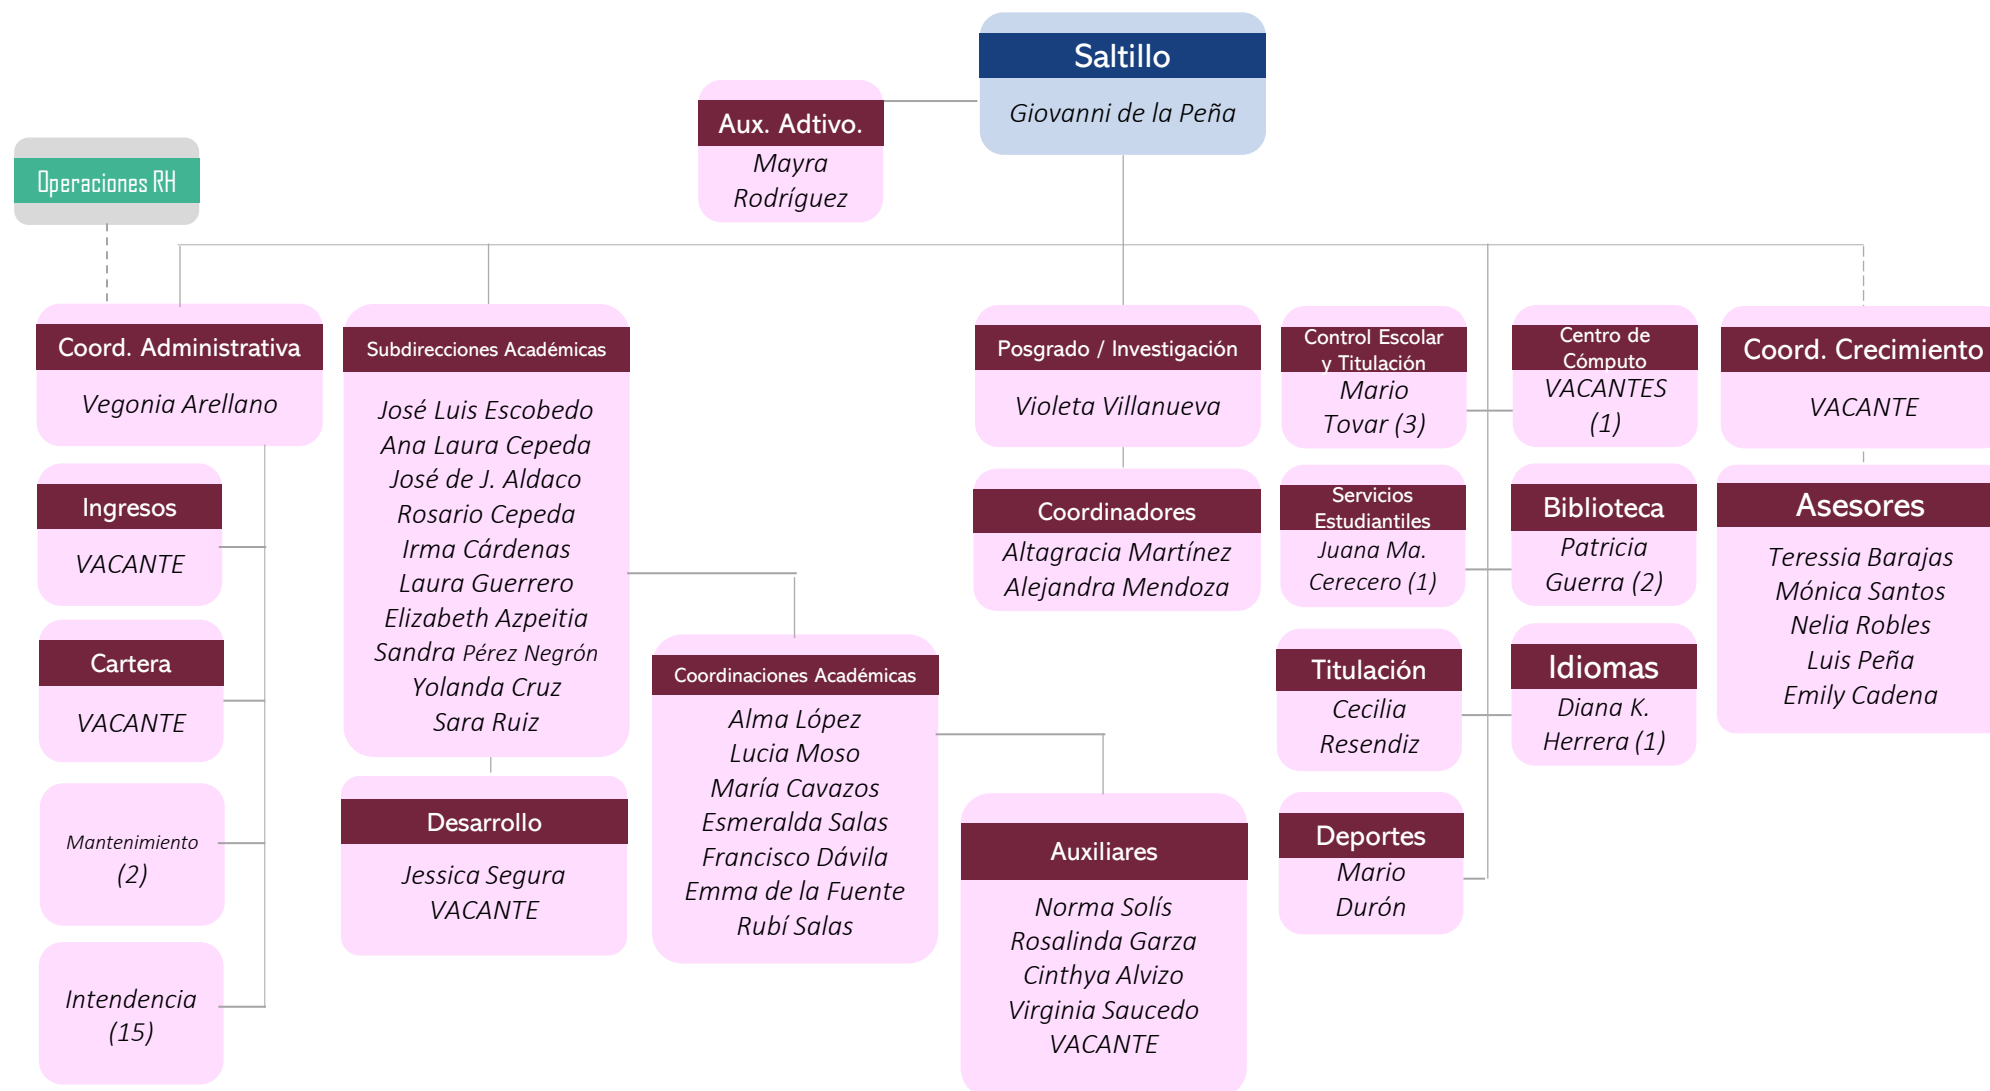 Saltillo
Giovanni de la Peña
Aux. Adtivo.
Mayra
Rodríguez
Operaciones RH
Coord. Administrativa
Vegonia Arellano
Ingresos
VACANTE
Cartera
VACANTE
Mantenimiento
(2)
Intendencia
(15)
Subdirecciones Académicas
José Luis Escobedo
Ana Laura Cepeda
José de J. Aldaco
Rosario Cepeda
Irma Cárdenas
Laura Guerrero
Elizabeth Azpeitia
Sandra Pérez Negrón
Yolanda Cruz
Sara Ruiz
Desarrollo
Jessica Segura
VACANTE
Coordinaciones Académicas
Alma López
Lucia Moso
María Cavazos
Esmeralda Salas
Francisco Dávila
Emma de la Fuente
Rubí Salas
Auxiliares
Norma Solís
Rosalinda Garza
Cinthya Alvizo
Virginia Saucedo
VACANTE
Posgrado / Investigación
Violeta Villanueva
Coordinadores
Altagracia Martínez
Alejandra Mendoza
Control Escolar
y Titulación
Mario
Tovar (3)
Servicios
Estudiantiles
Juana Ma.
Cerecero (1)
Titulación
Cecilia
Resendiz
Deportes
Mario
Durón
Centro de
Cómputo
VACANTES
(1)
Biblioteca
Patricia
Guerra (2)
Idiomas
Diana K.
Herrera (1)
Coord. Crecimiento
VACANTE
Asesores
Teressia Barajas
Mónica Santos
Nelia Robles
Luis Peña
Emily Cadena